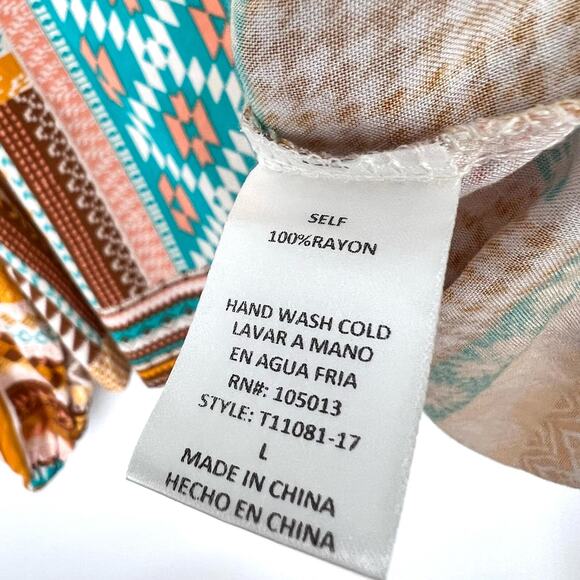 SELF
100%RAYON
HAND WASH COLD
LAVAR A MANO
EN AGUA FRIA
RN#: 105013
STYLE: T11081-17
L
MADE IN CHINA
HECHO EN CHINA